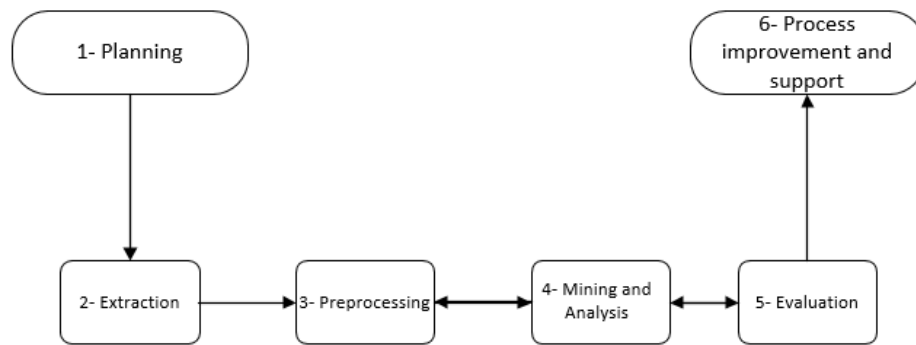 1- Planning
6- Process
improvement and
support
2- Extraction
3- Preprocessing
4- Mining and
Analysis
5- Evaluation